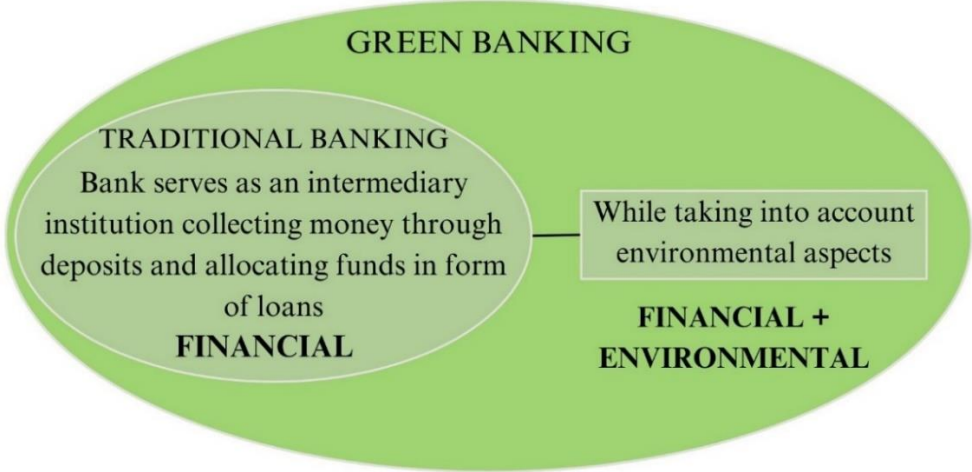 GREEN BANKING
TRADITIONAL BANKING
Bank serves as an intermediary
institution collecting money through
deposits and allocating funds in form
of loans
FINANCIAL
While taking into account
environmental aspects
FINANCIAL +
ENVIRONMENTAL